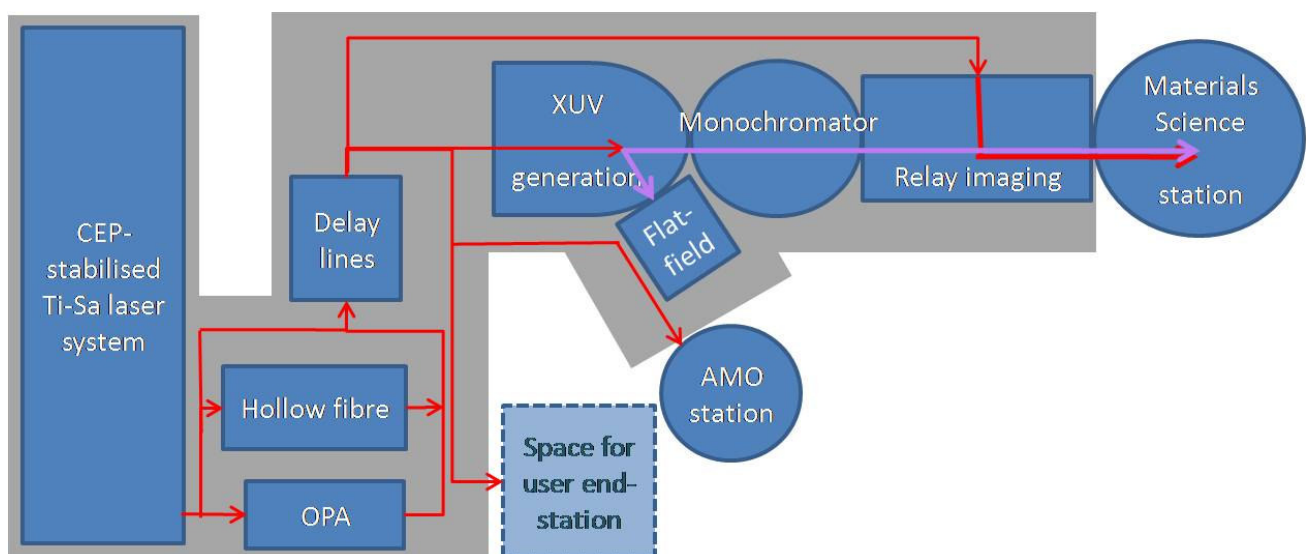 CEP-
stabilised
Ti-Sa laser
system
Delay
lines
Hollow fibre
OPA
XUV
generation
Flat-
field
Monochromator
Relay imaging
Materials
Science
station
AMO
station
Space for
user end-
station